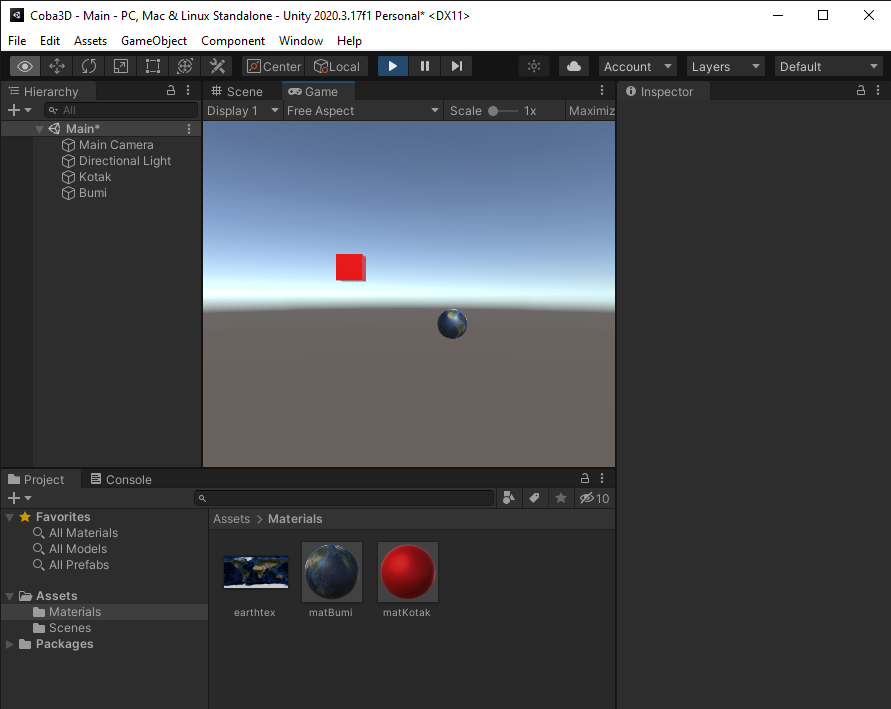 Coba3D - Main - PC, Mac & Linux Standalone - Unity 2020.3.17f1 Personal* <DX11>
File Edit Assets GameObject Component Window Help
Center Local Account Layers Default
Hierarchy Scene Game Inspector
All Display 1 Free Aspect Scale 1x Maximiz
Main*
Main Camera
Directional Light
Kotak
Bumi
Project Console
10
Favorites Assets > Materials
All Materials
All Models
All Prefabs
Assets
Materials earthtex matBumi matKotak
Scenes
Packages